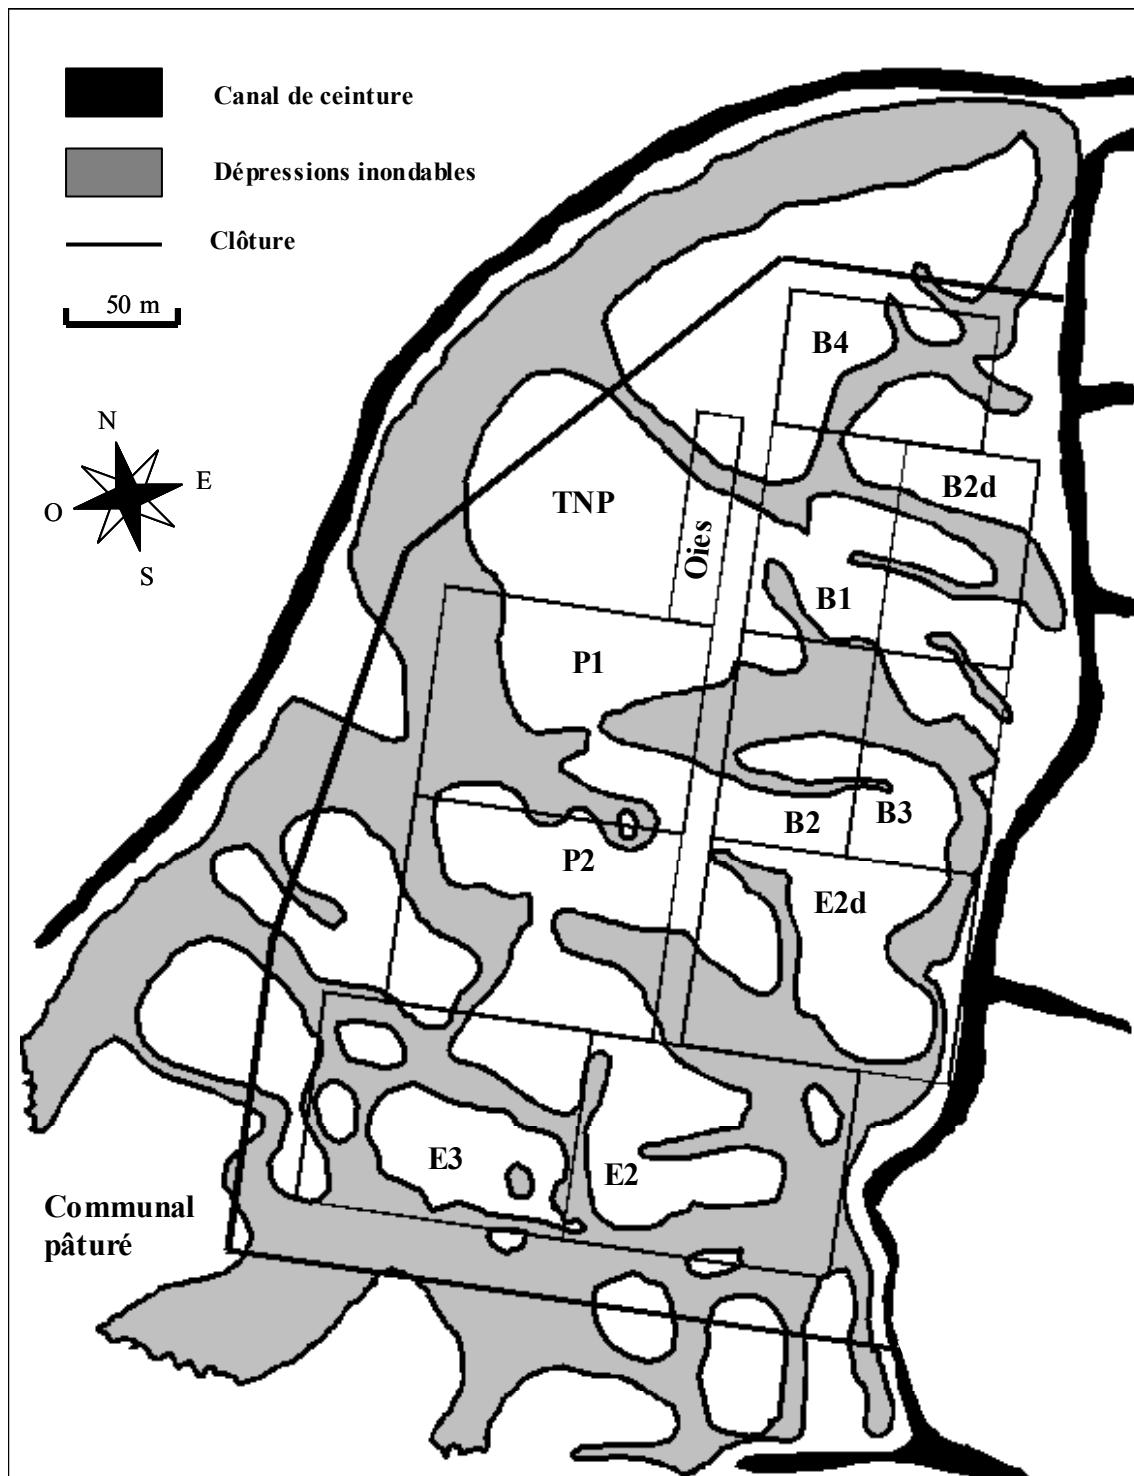 Canal de ceinture
Dépressions inondables
Clôture
50 m
N
E
O
S
B4
B2d
TNP
Oies
B1
P1
B2
B3
P2
E2d
E3
E2
Communal
pâturé